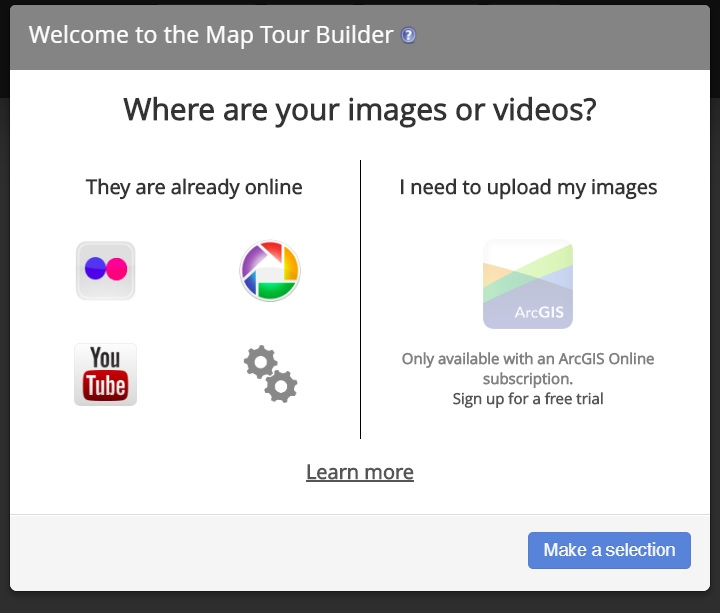 Welcome to the Map Tour Builder ?
Where are your images or videos?
They are already online
I need to upload my images
You
Tube
ArcGIS
Only available with an ArcGIS Online
subscription.
Sign up for a free trial
Learn more
Make a selection